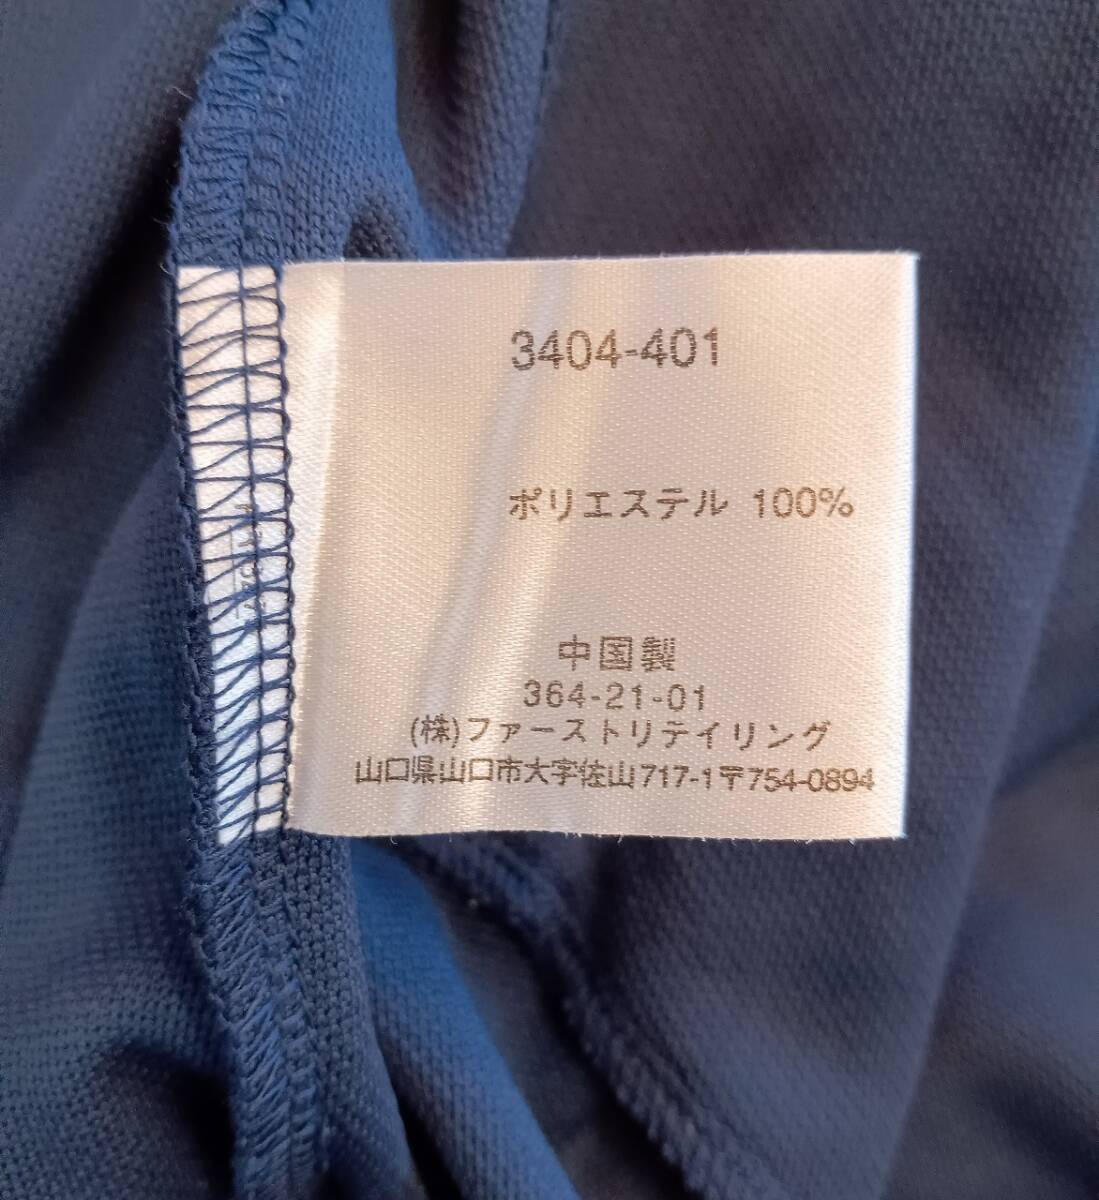 3404-401
ポリエステル 100%
中国製
364-21-01
(株)ファーストリテイリング
山口県山口市大字佐山717-1〒754-0894